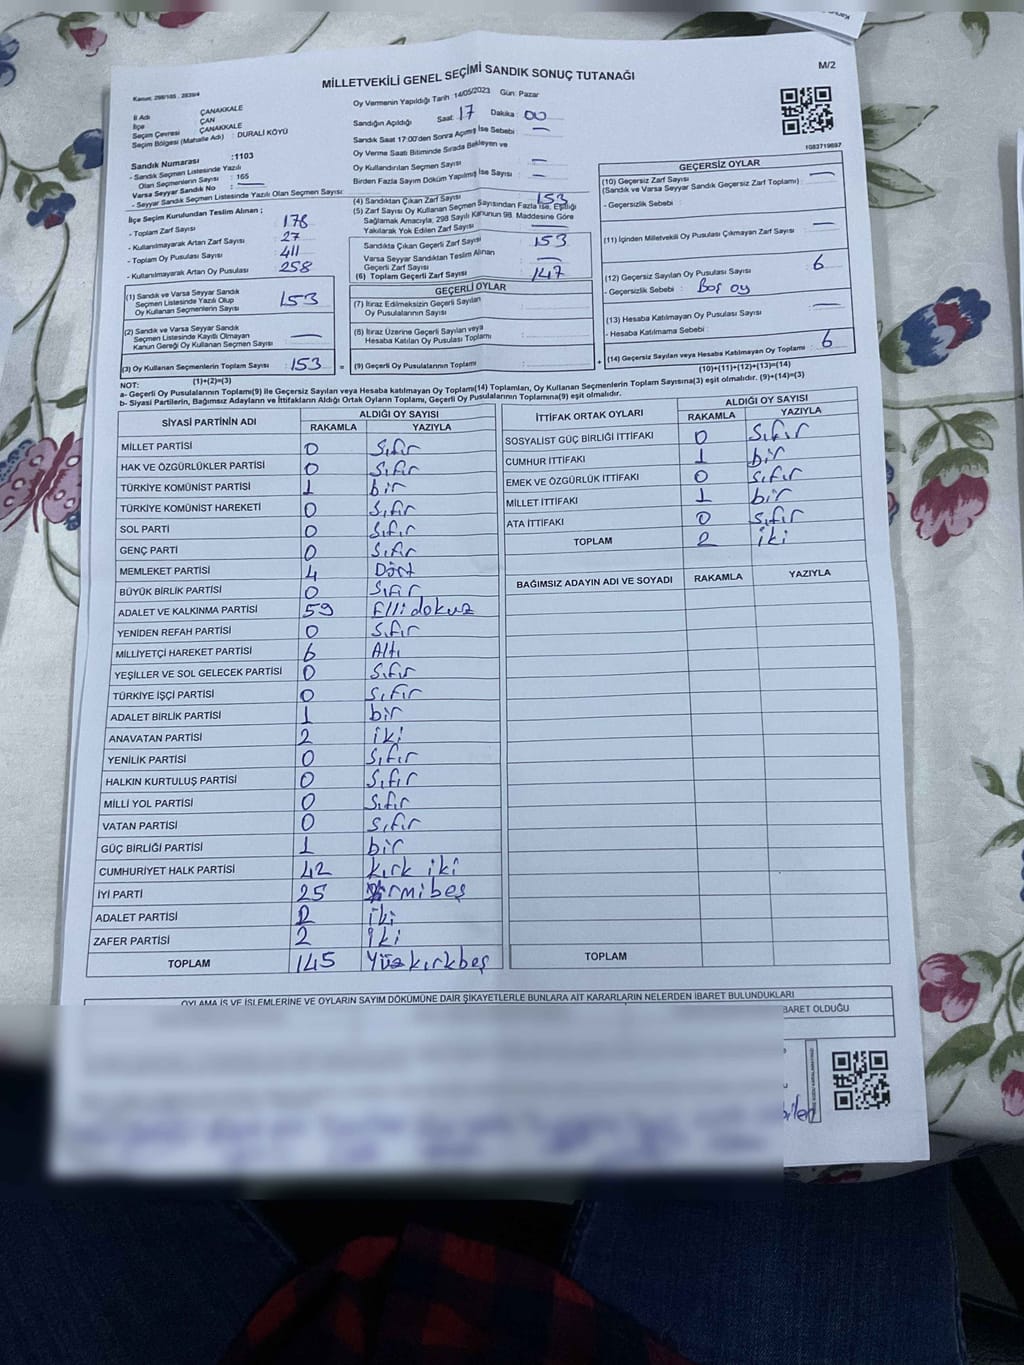 M/2
MİLLETVEKİLİ GENEL SEÇİMİ SANDIK SONUÇ TUTANAĞI
Kanun: 298/105 , 2839/4
İl Adı : ÇANAKKALE
İlçe : ÇAN
Seçim Çevresi : ÇANAKKALE
Seçim Bölgesi (Mahalle Adı) : DURALİ KÖYÜ
Sandık Numarası :1103
- Sandık Seçmen Listesinde Yazılı
Olan Seçmenlerin Sayısı : 165
Varsa Seyyar Sandık No : —
- Seyyar Sandık Seçmen Listesinde Yazılı Olan Seçmen Sayısı:
İlçe Seçim Kurulundan Teslim Alınan ;
- Toplam Zarf Sayısı 178
- Kullanılmayarak Artan Zarf Sayısı 27
- Toplam Oy Pusulası Sayısı 411
- Kullanılmayarak Artan Oy Pusulası 258
(1) Sandık ve Varsa Seyyar Sandık
Seçmen Listesinde Yazılı Olup
Oy Kullanan Seçmenlerin Sayısı 153
(2) Sandık ve Varsa Seyyar Sandık
Seçmen Listesinde Kayıtlı Olmayan
Kanun Gereği Oy Kullanan Seçmen Sayısı —
(3) Oy Kullanan Seçmenlerin Toplam Sayısı : 153
(1)+(2)=(3)
Oy Vermenin Yapıldığı Tarih 14/05/2023 Gün: Pazar
Sandığın Açıldığı Saat: 17 Dakika : 00
Sandık Saat 17:00'den Sonra Açılmış İse Sebebi : —
Oy Verme Saati Bitiminde Sırada Bekleyen ve
Oy Kullandırılan Seçmen Sayısı : —
Birden Fazla Sayım Döküm Yapılmış İse Sayısı : —
(4) Sandıktan Çıkan Zarf Sayısı : 153
(5) Zarf Sayısı Oy Kullanan Seçmen Sayısından Fazla İse, Eşitliği
Sağlamak Amacıyla, 298 Sayılı Kanunun 98. Maddesine Göre
Yakılarak Yok Edilen Zarf Sayısı : —
Sandıkta Çıkan Geçerli Zarf Sayısı : 153
Varsa Seyyar Sandıktan Teslim Alınan
Geçerli Zarf Sayısı : —
(6) Toplam Geçerli Zarf Sayısı : 147
GEÇERLİ OYLAR
(7) İtiraz Edilmeksizin Geçerli Sayılan
Oy Pusulalarının Sayısı
(8) İtiraz Üzerine Geçerli Sayılan veya
Hesaba Katılan Oy Pusulası Toplamı
= (9) Geçerli Oy Pusulalarının Toplamı : +
1083719697
GEÇERSİZ OYLAR
(10) Geçersiz Zarf Sayısı : —
(Sandık ve Varsa Seyyar Sandık Geçersiz Zarf Toplamı)
- Geçersizlik Sebebi :
(11) İçinden Milletvekili Oy Pusulası Çıkmayan Zarf Sayısı : —
(12) Geçersiz Sayılan Oy Pusulası Sayısı : 6
- Geçersizlik Sebebi : Boş oy
(13) Hesaba Katılmayan Oy Pusulası Sayısı : —
- Hesaba Katılmama Sebebi :
(14) Geçersiz Sayılan veya Hesaba Katılmayan Oy Toplamı : 6
(10)+(11)+(12)+(13)=(14)
NOT:
a- Geçerli Oy Pusulalarının Toplamı(9) ile Geçersiz Sayılan veya Hesaba katılmayan Oy Toplamı(14) Toplamları, Oy Kullanan Seçmenlerin Toplam Sayısına(3) eşit olmalıdır. (9)+(14)=(3)
b- Siyasi Partilerin, Bağımsız Adayların ve İttifakların Aldığı Ortak Oyların Toplamı, Geçerli Oy Pusulalarının Toplamına(9) eşit olmalıdır.
SİYASİ PARTİNİN ADI ALDIĞI OY SAYISI
RAKAMLA YAZIYLA
MİLLET PARTİSİ 0 Sıfır
HAK VE ÖZGÜRLÜKLER PARTİSİ 0 Sıfır
TÜRKİYE KOMÜNİST PARTİSİ 1 bir
TÜRKİYE KOMÜNİST HAREKETİ 0 Sıfır
SOL PARTİ 0 Sıfır
GENÇ PARTİ 0 Sıfır
MEMLEKET PARTİSİ 4 Dört
BÜYÜK BİRLİK PARTİSİ 0 Sıfır
ADALET VE KALKINMA PARTİSİ 59 Elli dokuz
YENİDEN REFAH PARTİSİ 0 Sıfır
MİLLİYETÇİ HAREKET PARTİSİ 6 Altı
YEŞİLLER VE SOL GELECEK PARTİSİ 0 Sıfır
TÜRKİYE İŞÇİ PARTİSİ 0 Sıfır
ADALET BİRLİK PARTİSİ 1 bir
ANAVATAN PARTİSİ 2 iki
YENİLİK PARTİSİ 0 Sıfır
HALKIN KURTULUŞ PARTİSİ 0 Sıfır
MİLLİ YOL PARTİSİ 0 Sıfır
VATAN PARTİSİ 0 Sıfır
GÜÇ BİRLİĞİ PARTİSİ 1 bir
CUMHURİYET HALK PARTİSİ 42 kırk iki
İYİ PARTİ 25 Yirmibeş
ADALET PARTİSİ 2 iki
ZAFER PARTİSİ 2 iki
TOPLAM 145 Yüzkırkbeş
İTTİFAK ORTAK OYLARI ALDIĞI OY SAYISI
RAKAMLA YAZIYLA
SOSYALİST GÜÇ BİRLİĞİ İTTİFAKI 0 Sıfır
CUMHUR İTTİFAKI 1 bir
EMEK VE ÖZGÜRLÜK İTTİFAKI 0 sıfır
MİLLET İTTİFAKI 1 bir
ATA İTTİFAKI 0 sıfır
TOPLAM 2 iki
BAĞIMSIZ ADAYIN ADI VE SOYADI RAKAMLA YAZIYLA
TOPLAM
OYLAMA İŞ VE İŞLEMLERİNE VE OYLARIN SAYIM DÖKÜMÜNE DAİR ŞİKAYETLERLE BUNLARA AİT KARARLARIN NELERDEN İBARET BULUNDUKLARI
BARET OLDUĞU